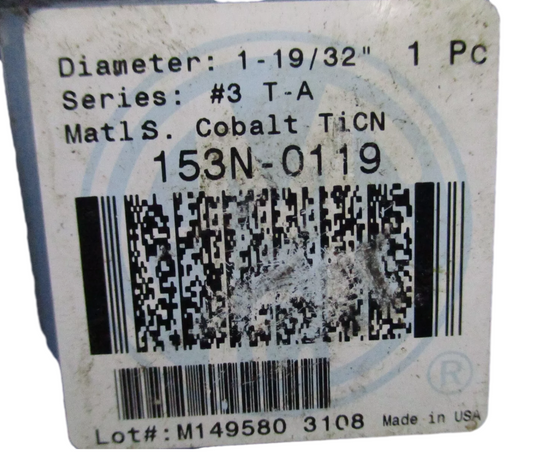 Diameter: 1-19/32" 1 Pc
Series: #3 T-A
Matl S. Cobalt TiCN
153N-0119
®
Lot#: M149580 3108 Made in USA